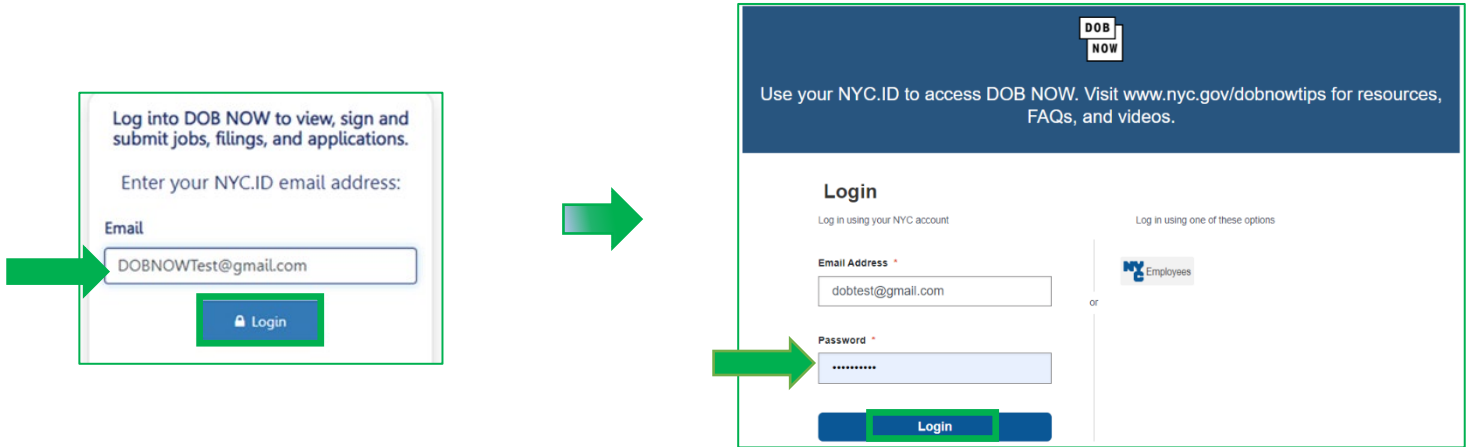 Log into DOB NOW to view, sign and
submit jobs, filings, and applications.
Enter your NYC.ID email address:
Email
DOBNOWTest@gmail.com
Login
DOB
NOW
Use your NYC.ID to access DOB NOW. Visit www.nyc.gov/dobnowtips for resources,
FAQs, and videos.
Login
Log in using your NYC account
Email Address *
dobtest@gmail.com
Password *
••••••••••
Login
or
Log in using one of these options
NYC Employees